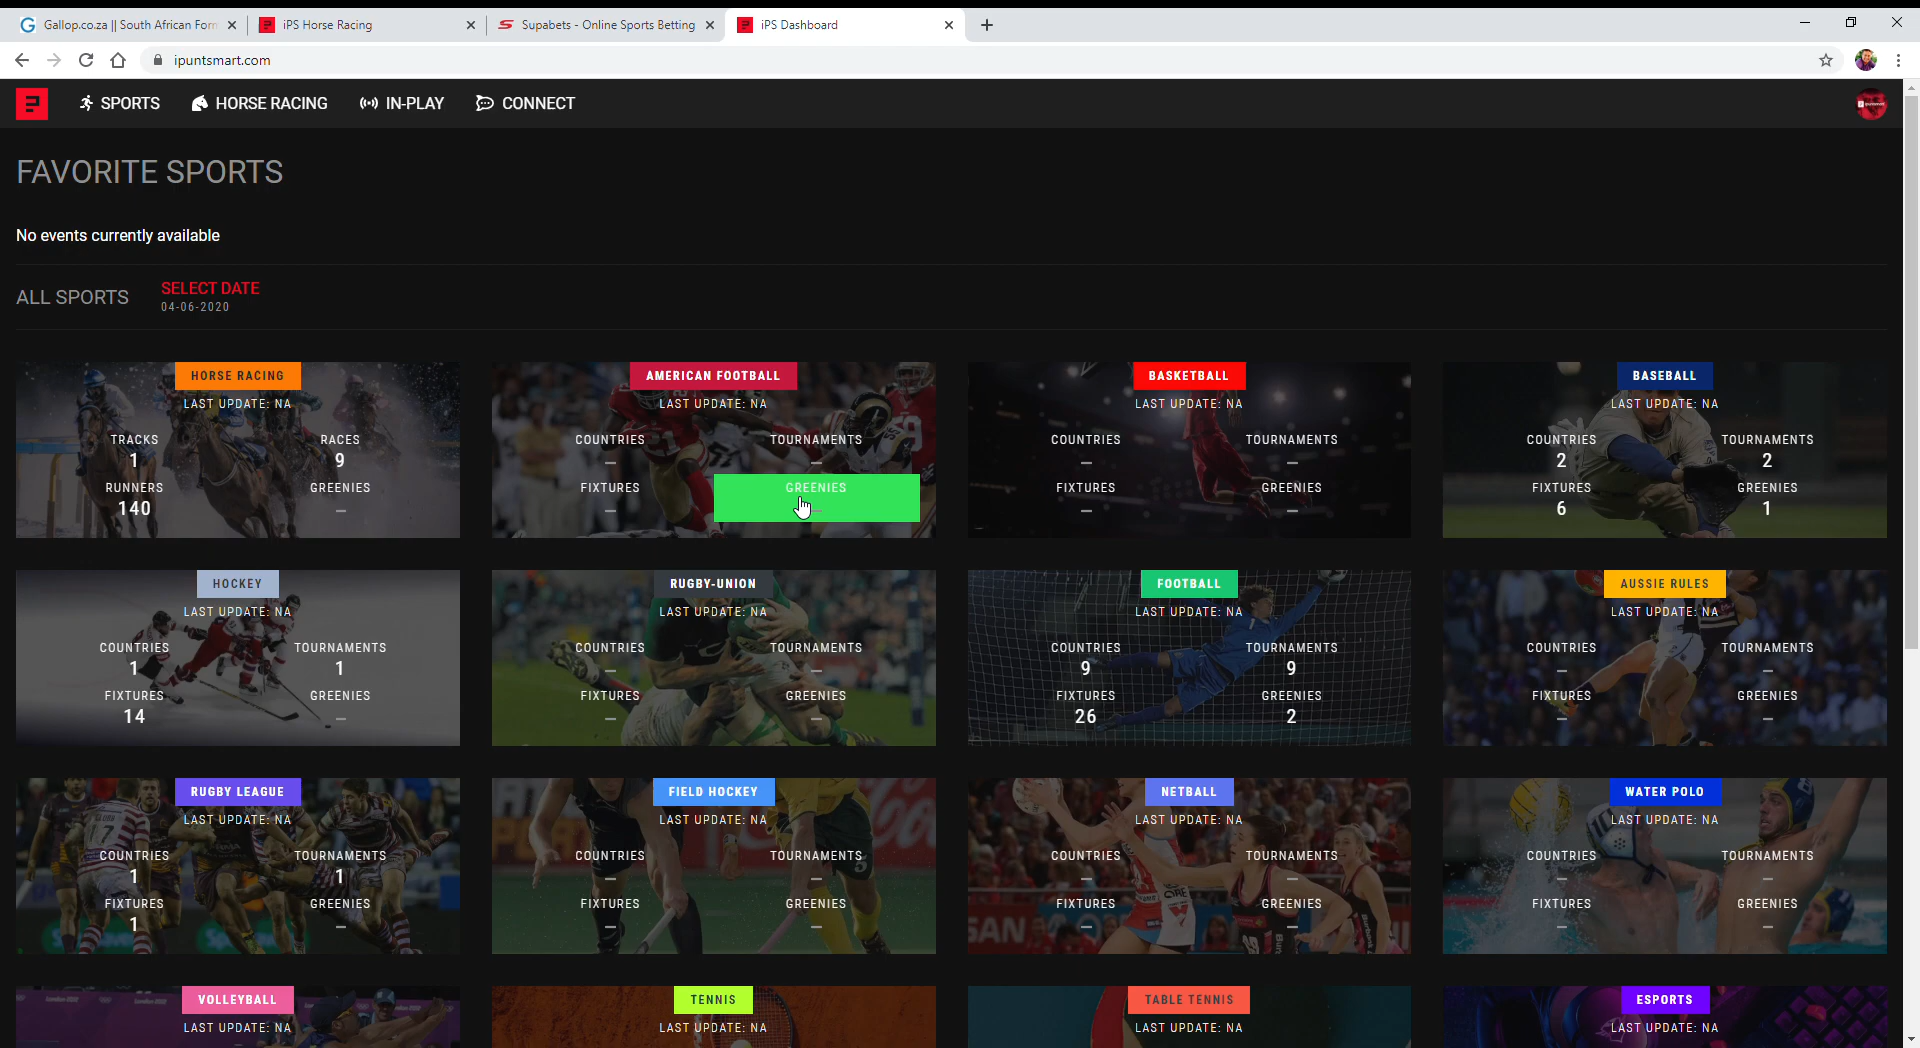 Gallop.co.za || South African Form
iPS Horse Racing
Supabets - Online Sports Betting
iPS Dashboard
ipuntsmart.com
SPORTS
HORSE RACING
IN-PLAY
CONNECT
FAVORITE SPORTS
No events currently available
ALL SPORTS
SELECT DATE
04-06-2020
HORSE RACING
LAST UPDATE: NA
TRACKS
RACES
1
9
RUNNERS
GREENIES
140
–
AMERICAN FOOTBALL
LAST UPDATE: NA
COUNTRIES
TOURNAMENTS
–
–
FIXTURES
GREENIES
–
–
BASKETBALL
LAST UPDATE: NA
COUNTRIES
TOURNAMENTS
–
–
FIXTURES
GREENIES
–
–
BASEBALL
LAST UPDATE: NA
COUNTRIES
TOURNAMENTS
2
2
FIXTURES
GREENIES
6
1
HOCKEY
LAST UPDATE: NA
COUNTRIES
TOURNAMENTS
1
1
FIXTURES
GREENIES
14
–
RUGBY-UNION
LAST UPDATE: NA
COUNTRIES
TOURNAMENTS
–
–
FIXTURES
GREENIES
–
–
FOOTBALL
LAST UPDATE: NA
COUNTRIES
TOURNAMENTS
9
9
FIXTURES
GREENIES
26
2
AUSSIE RULES
LAST UPDATE: NA
COUNTRIES
TOURNAMENTS
–
–
FIXTURES
GREENIES
–
–
RUGBY LEAGUE
LAST UPDATE: NA
COUNTRIES
TOURNAMENTS
1
1
FIXTURES
GREENIES
1
–
FIELD HOCKEY
LAST UPDATE: NA
COUNTRIES
TOURNAMENTS
–
–
FIXTURES
GREENIES
–
–
NETBALL
LAST UPDATE: NA
COUNTRIES
TOURNAMENTS
–
–
FIXTURES
GREENIES
–
–
WATER POLO
LAST UPDATE: NA
COUNTRIES
TOURNAMENTS
–
–
FIXTURES
GREENIES
–
–
VOLLEYBALL
LAST UPDATE: NA
TENNIS
LAST UPDATE: NA
TABLE TENNIS
LAST UPDATE: NA
ESPORTS
LAST UPDATE: NA